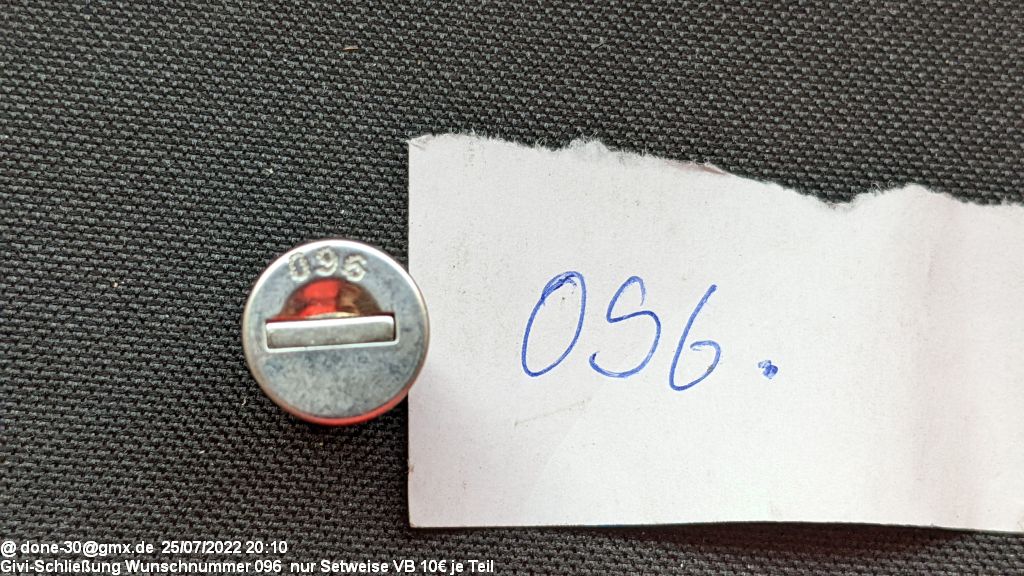 096
096.
@ done-30@gmx.de 25/07/2022 20:10
Givi-Schließung Wunschnummer 096 nur Setweise VB 10€ je Teil